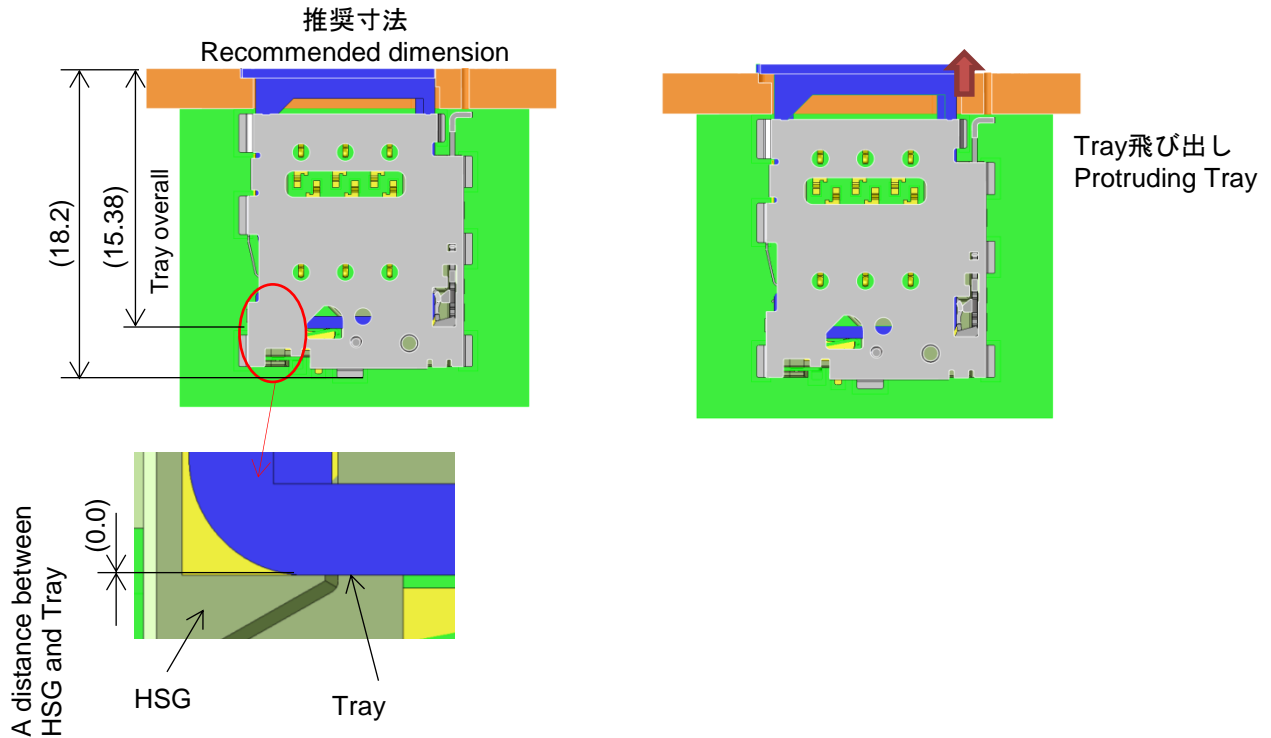 推奨寸法
Recommended dimension
(18.2)
(15.38)
Tray overall
Tray飛び出し
Protruding Tray
(0.0)
A distance between
HSG and Tray
HSG
Tray